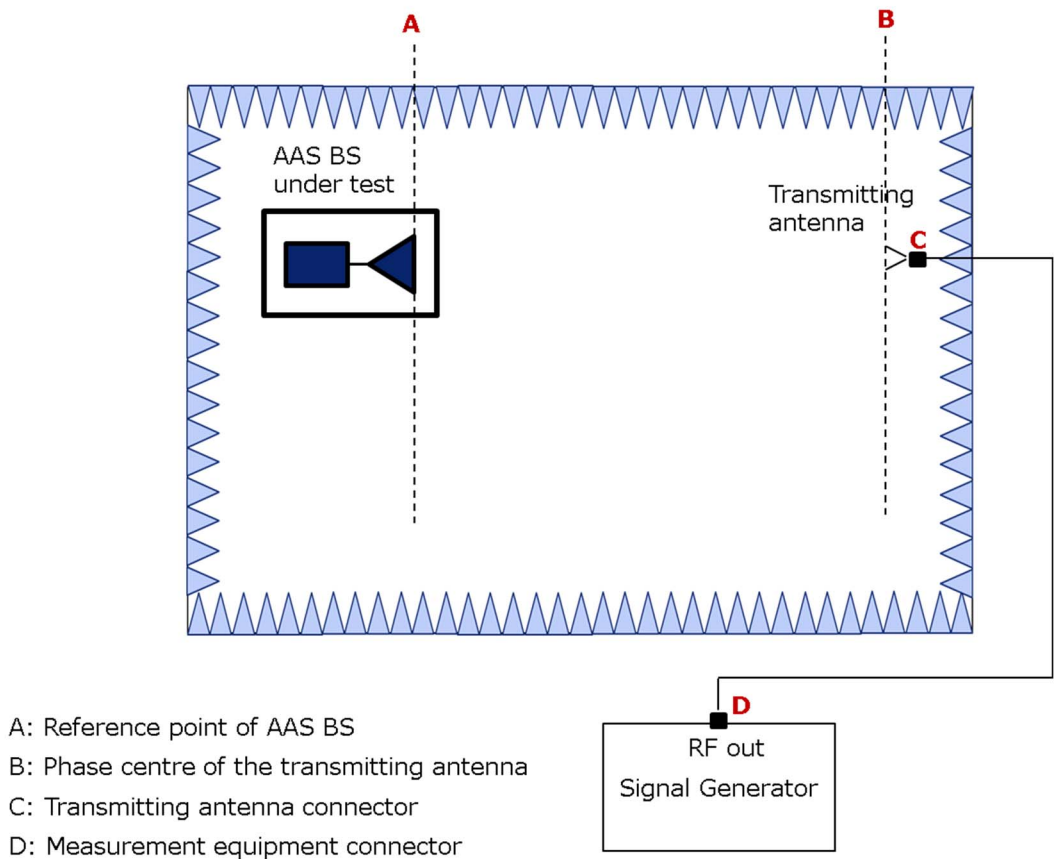 A
B
AAS BS
under test
Transmitting
antenna
C
D
RF out
Signal Generator
A: Reference point of AAS BS
B: Phase centre of the transmitting antenna
C: Transmitting antenna connector
D: Measurement equipment connector